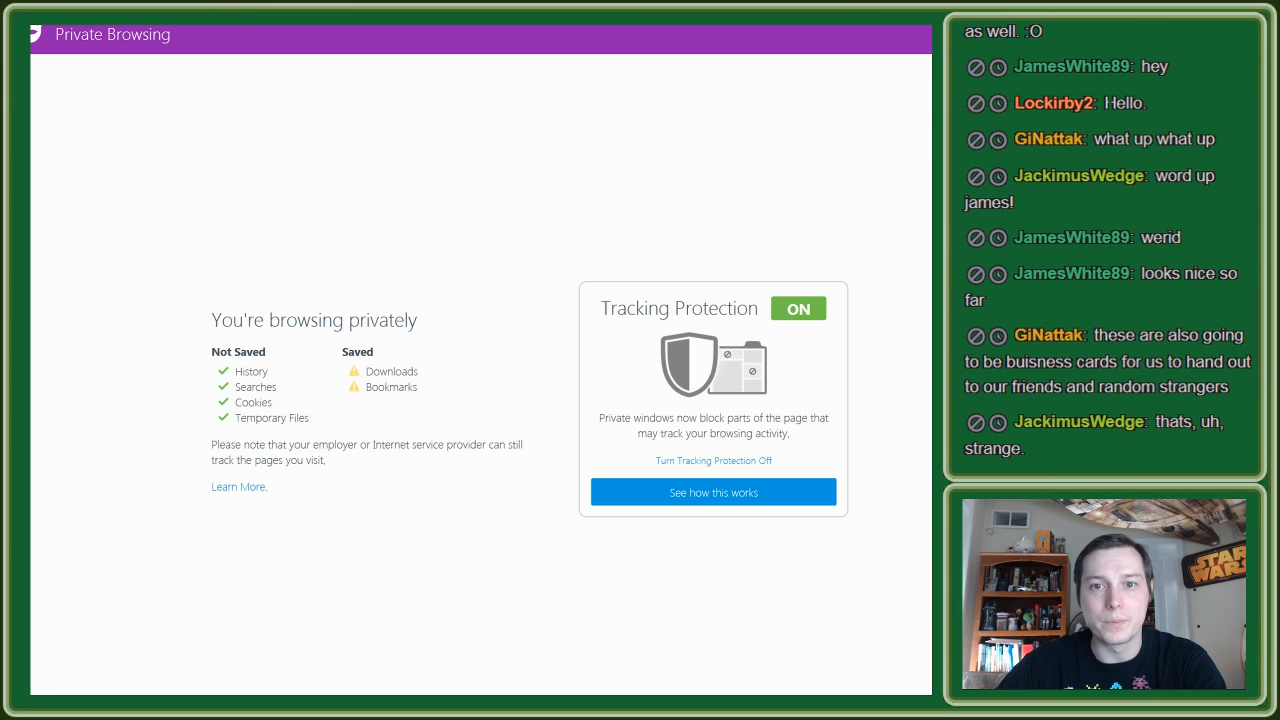 Private Browsing
You're browsing privately
Not Saved
Saved
History
Searches
Cookies
Temporary Files
Downloads
Bookmarks
Please note that your employer or Internet service provider can still
track the pages you visit.
Learn More.
Tracking Protection
ON
Private windows now block parts of the page that
may track your browsing activity.
Turn Tracking Protection Off
See how this works
as well. :O
JamesWhite89: hey
Lockirby2: Hello.
GiNattak: what up what up
JackimusWedge: word up
james!
JamesWhite89: werid
JamesWhite89: looks nice so
far
GiNattak: these are also going
to be buisness cards for us to hand out
to our friends and random strangers
JackimusWedge: thats, uh,
strange.
STAR
WARS